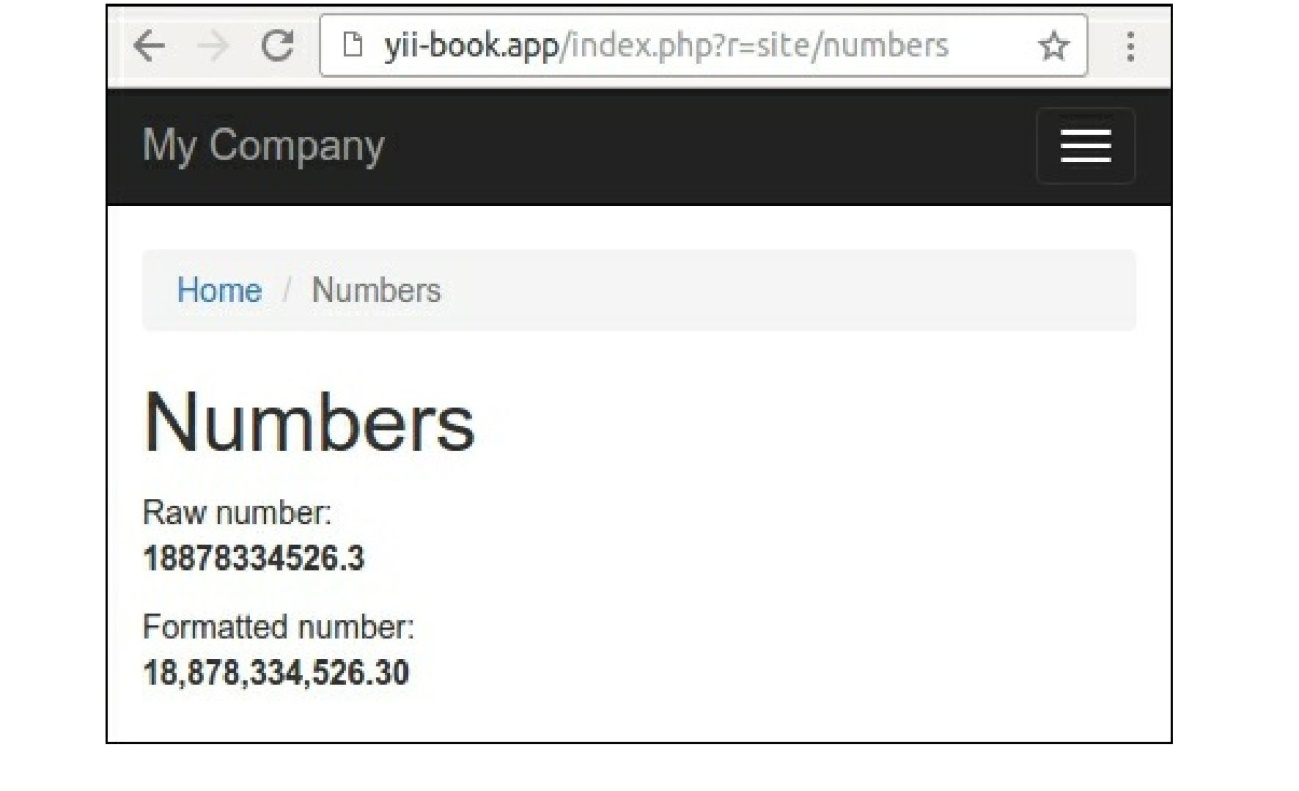 yii-book.app/index.php?r=site/numbers
My Company
Home / Numbers
Numbers
Raw number:
18878334526.3
Formatted number:
18,878,334,526.30